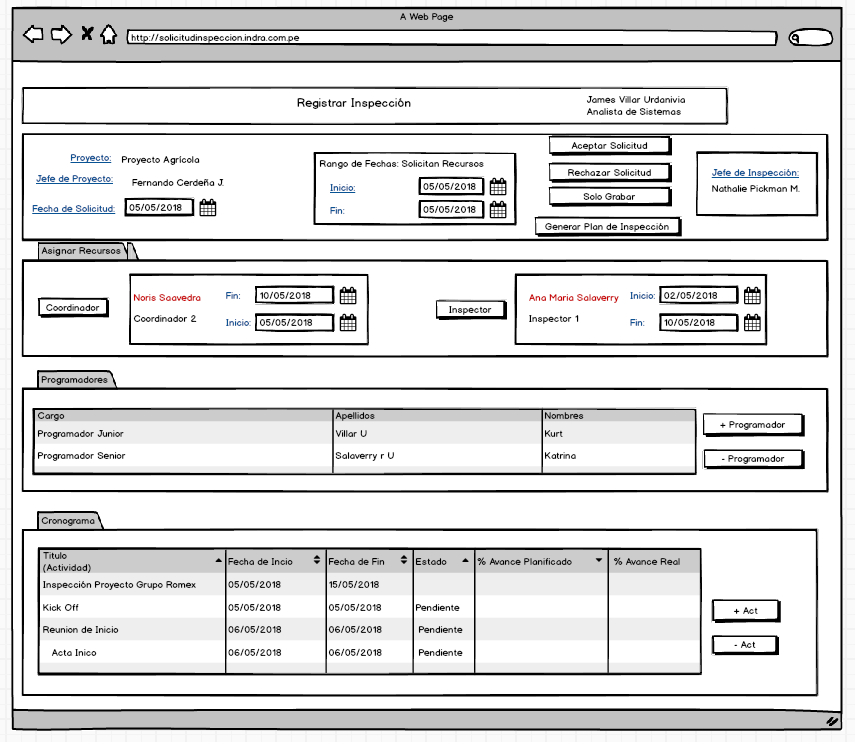 A Web Page
http://solicitudinspeccion.indra.com.pe
Registrar Inspección
James Villar Urdanivia
Analista de Sistemas
Proyecto: Proyecto Agrícola
Jefe de Proyecto: Fernando Cerdeña J.
Fecha de Solicitud: 05/05/2018
Rango de Fechas: Solicitan Recursos
Inicio: 05/05/2018
Fin: 05/05/2018
Aceptar Solicitud
Rechazar Solicitud
Solo Grabar
Generar Plan de Inspección
Jefe de Inspección:
Nathalie Pickman M.
Asignar Recursos
Coordinador
Noris Saavedra Fin: 10/05/2018
Coordinador 2 Inicio: 05/05/2018
Inspector
Ana Maria Salaverry Inicio: 02/05/2018
Inspector 1 Fin: 10/05/2018
Programadores
Cargo Apellidos Nombres
Programador Junior Villar U Kurt
Programador Senior Salaverry r U Katrina
+ Programador
- Programador
Cronograma
Titulo
(Actividad) Fecha de Incio Fecha de Fin Estado % Avance Planificado % Avance Real
Inspección Proyecto Grupo Romex 05/05/2018 15/05/2018
Kick Off 05/05/2018 05/05/2018 Pendiente
Reunion de Inicio 06/05/2018 06/05/2018 Pendiente
Acta Inico 06/05/2018 06/05/2018 Pendiente
+ Act
- Act